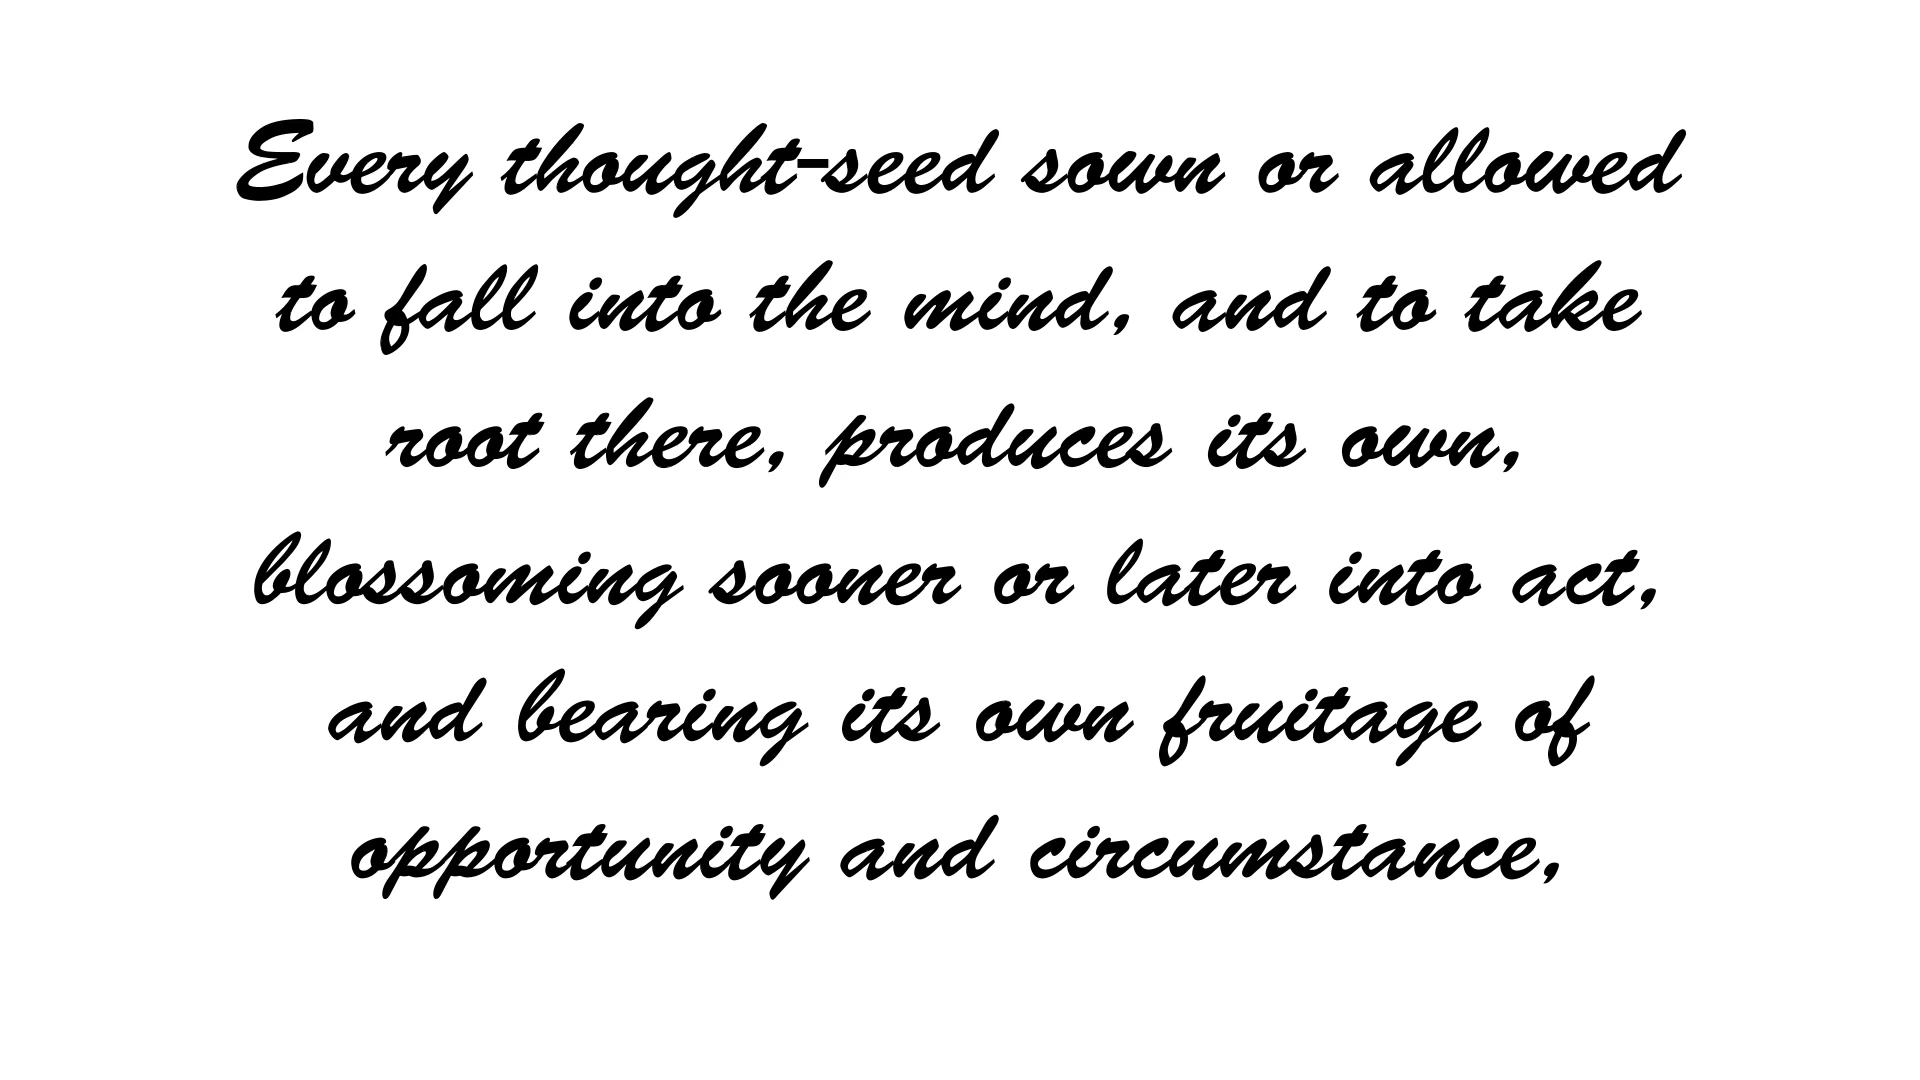 Every thought-seed sown or allowed
to fall into the mind, and to take
root there, produces its own,
blossoming sooner or later into act,
and bearing its own fruitage of
opportunity and circumstance,